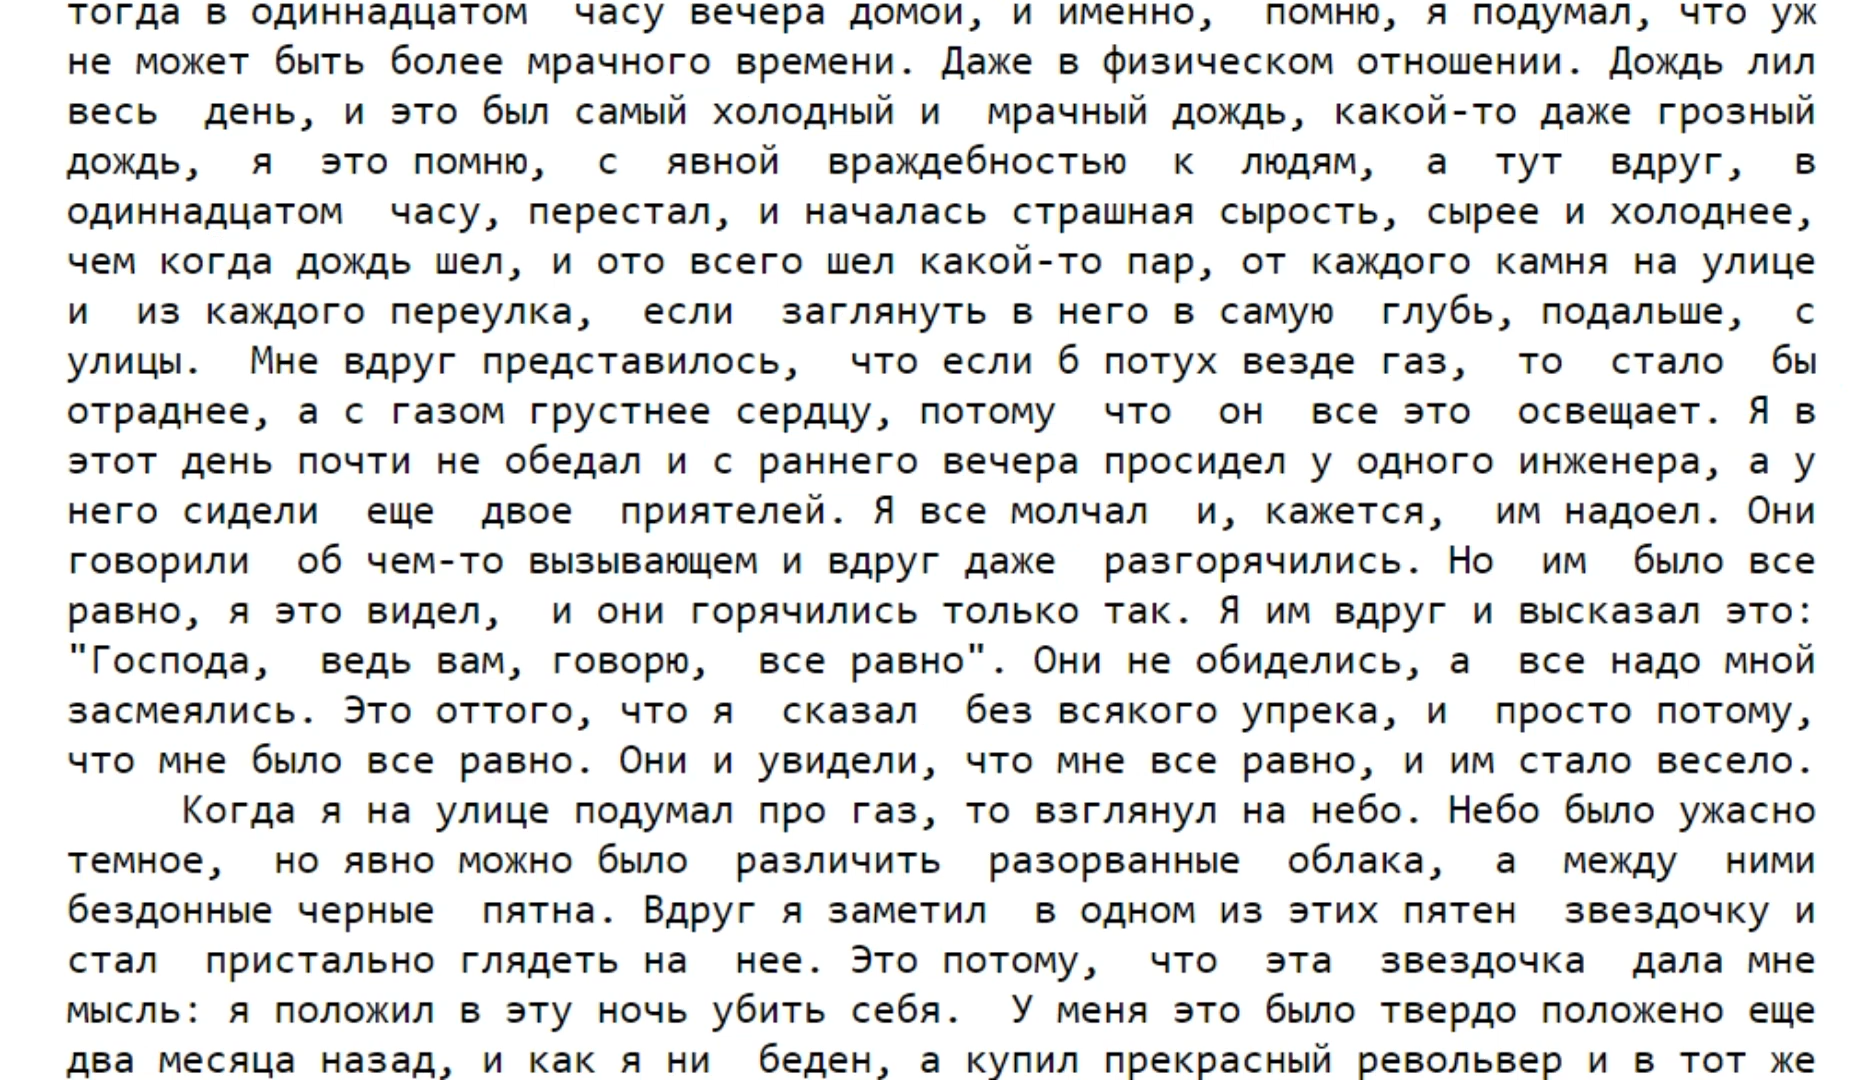 тогда в одиннадцатом часу вечера домой, и именно, помню, я подумал, что уж
не может быть более мрачного времени. Даже в физическом отношении. Дождь лил
весь день, и это был самый холодный и мрачный дождь, какой-то даже грозный
дождь, я это помню, с явной враждебностью к людям, а тут вдруг, в
одиннадцатом часу, перестал, и началась страшная сырость, сырее и холоднее,
чем когда дождь шел, и ото всего шел какой-то пар, от каждого камня на улице
и из каждого переулка, если заглянуть в него в самую глубь, подальше, с
улицы. Мне вдруг представилось, что если б потух везде газ, то стало бы
отраднее, а с газом грустнее сердцу, потому что он все это освещает. Я в
этот день почти не обедал и с раннего вечера просидел у одного инженера, а у
него сидели еще двое приятелей. Я все молчал и, кажется, им надоел. Они
говорили об чем-то вызывающем и вдруг даже разгорячились. Но им было все
равно, я это видел, и они горячились только так. Я им вдруг и высказал это:
"Господа, ведь вам, говорю, все равно". Они не обиделись, а все надо мной
засмеялись. Это оттого, что я сказал без всякого упрека, и просто потому,
что мне было все равно. Они и увидели, что мне все равно, и им стало весело.
Когда я на улице подумал про газ, то взглянул на небо. Небо было ужасно
темное, но явно можно было различить разорванные облака, а между ними
бездонные черные пятна. Вдруг я заметил в одном из этих пятен звездочку и
стал пристально глядеть на нее. Это потому, что эта звездочка дала мне
мысль: я положил в эту ночь убить себя. У меня это было твердо положено еще
два месяца назад, и как я ни беден, а купил прекрасный револьвер и в тот же